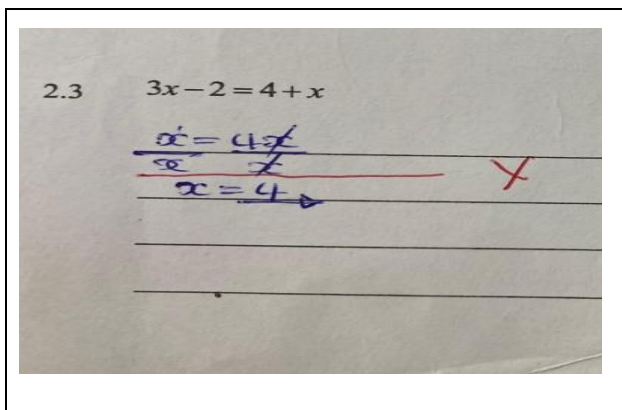 2.3 3x − 2 = 4 + x
x = 4x
x x
x = 4